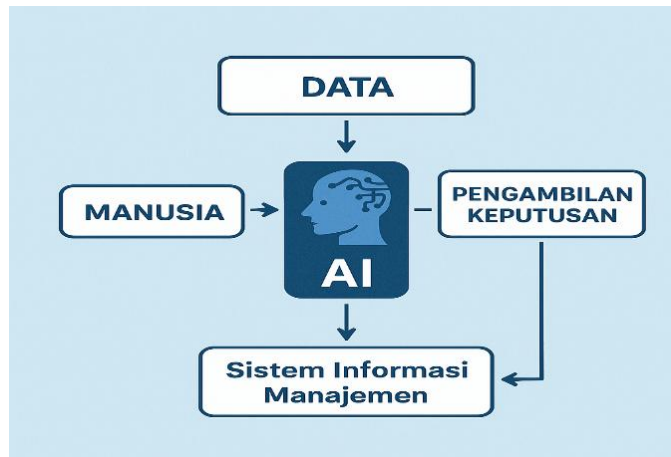 DATA
MANUSIA
AI
PENGAMBILAN
KEPUTUSAN
Sistem Informasi
Manajemen